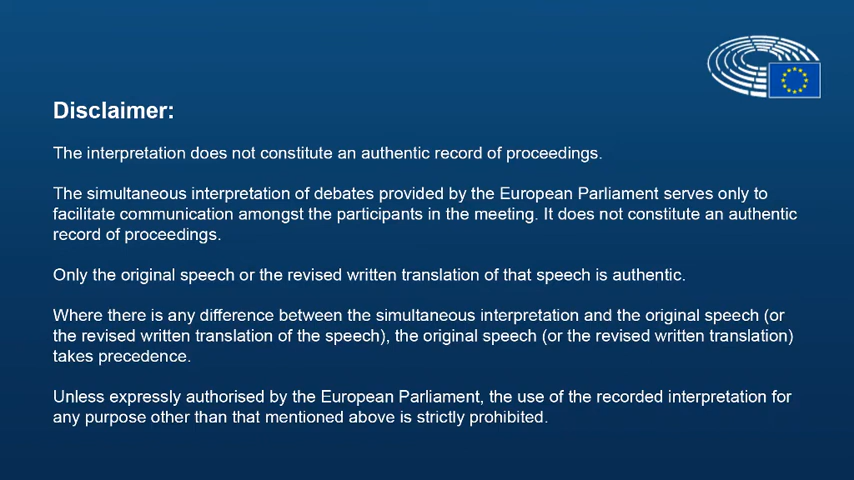 Disclaimer:
The interpretation does not constitute an authentic record of proceedings.
The simultaneous interpretation of debates provided by the European Parliament serves only to
facilitate communication amongst the participants in the meeting. It does not constitute an authentic
record of proceedings.
Only the original speech or the revised written translation of that speech is authentic.
Where there is any difference between the simultaneous interpretation and the original speech (or
the revised written translation of the speech), the original speech (or the revised written translation)
takes precedence.
Unless expressly authorised by the European Parliament, the use of the recorded interpretation for
any purpose other than that mentioned above is strictly prohibited.